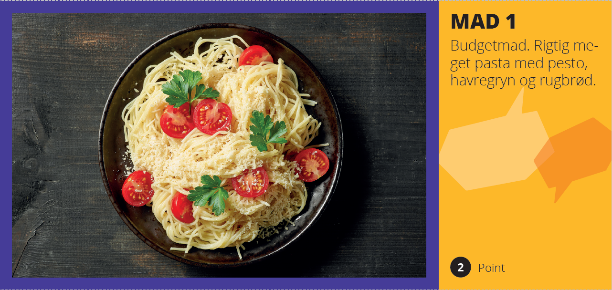 MAD 1
Budgetmad. Rigtig me-
get pasta med pesto,
havregryn og rugbrød.
2 Point